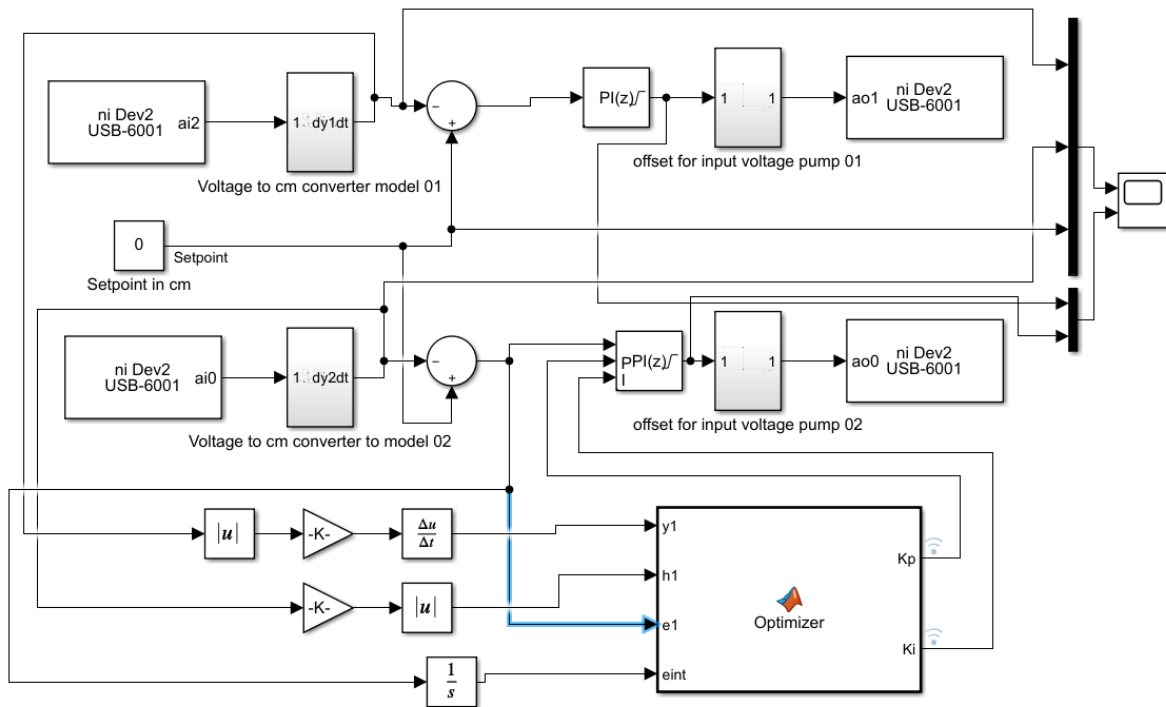 ni Dev2
USB-6001
ai2
1
dy1dt
Voltage to cm converter model 01
−
+
PI(z)
1
1
offset for input voltage pump 01
ao1
ni Dev2
USB-6001
0
Setpoint
Setpoint in cm
ni Dev2
USB-6001
ai0
1
dy2dt
Voltage to cm converter to model 02
−
+
P
PI(z)
I
1
1
offset for input voltage pump 02
ao0
ni Dev2
USB-6001
|u|
-K-
Δu
Δt
-K-
|u|
1
s
y1
h1
e1
eint
Optimizer
Kp
Ki